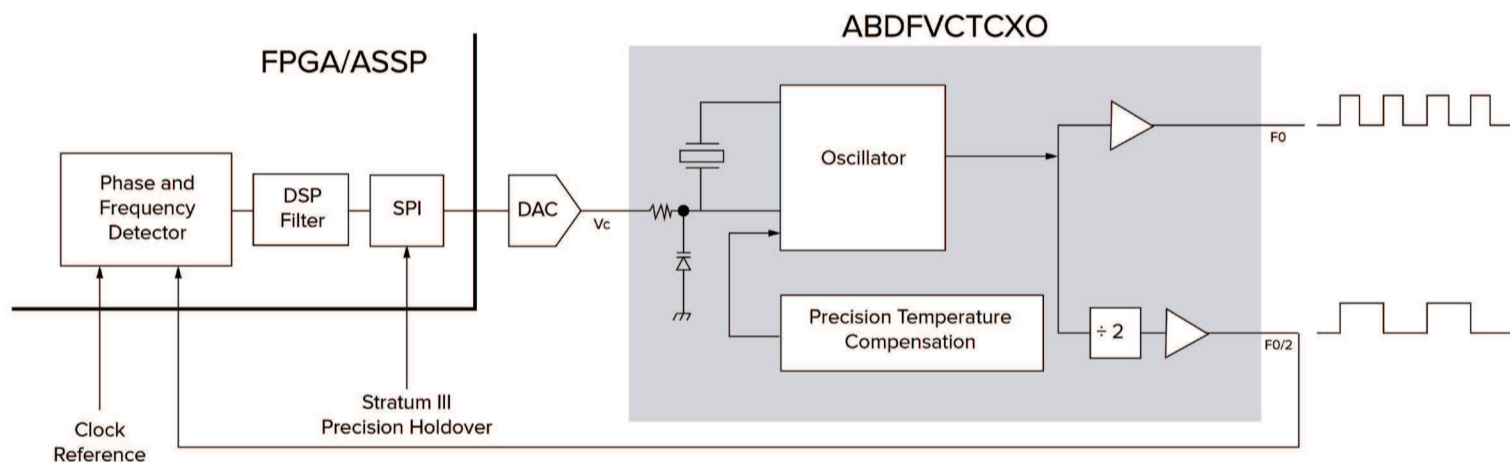 ABDFVCTCXO
FPGA/ASSP
Phase and
Frequency
Detector
DSP
Filter
SPI
DAC
Vc
Oscillator
F0
Precision Temperature
Compensation
÷ 2
F0/2
Stratum III
Precision Holdover
Clock
Reference